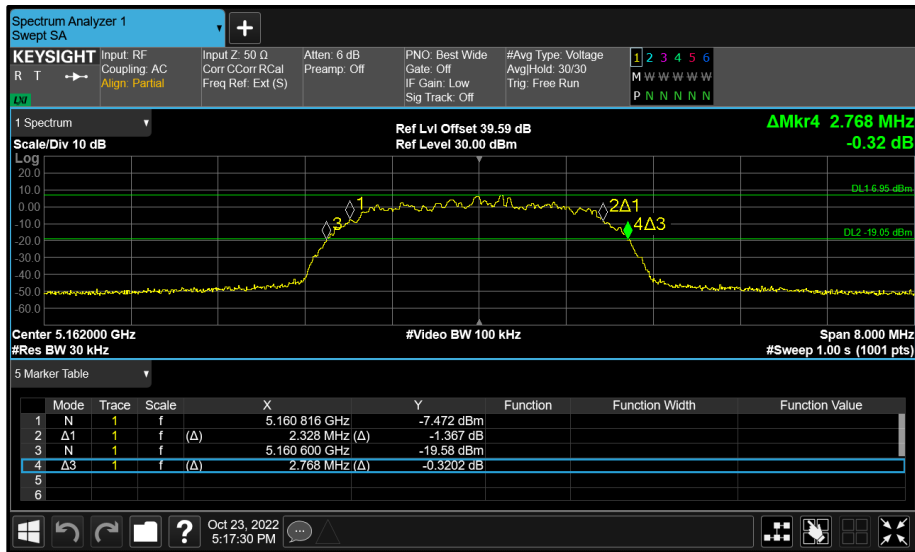 Spectrum Analyzer 1
Swept SA
+
KEYSIGHT
R T
LXI
Input: RF
Coupling: AC
Align: Partial
Input Z: 50 Ω
Corr CCorr RCal
Freq Ref: Ext (S)
Atten: 6 dB
Preamp: Off
PNO: Best Wide
Gate: Off
IF Gain: Low
Sig Track: Off
#Avg Type: Voltage
Avg|Hold: 30/30
Trig: Free Run
1 2 3 4 5 6
M W W W W W
P N N N N N
1 Spectrum
Scale/Div 10 dB
Ref Lvl Offset 39.59 dB
Ref Level 30.00 dBm
ΔMkr4 2.768 MHz
-0.32 dB
Log
20.0
10.0
0.00
-10.0
-20.0
-30.0
-40.0
-50.0
-60.0
DL1 6.95 dBm
1
2Δ1
3
4Δ3
DL2 -19.05 dBm
Center 5.162000 GHz
#Video BW 100 kHz
Span 8.000 MHz
#Res BW 30 kHz
#Sweep 1.00 s (1001 pts)
5 Marker Table
Mode Trace Scale X Y Function Function Width Function Value
1 N 1 f 5.160 816 GHz -7.472 dBm
2 Δ1 1 f (Δ) 2.328 MHz (Δ) -1.367 dB
3 N 1 f 5.160 600 GHz -19.58 dBm
4 Δ3 1 f (Δ) 2.768 MHz (Δ) -0.3202 dB
5
6
?
Oct 23, 2022
5:17:30 PM